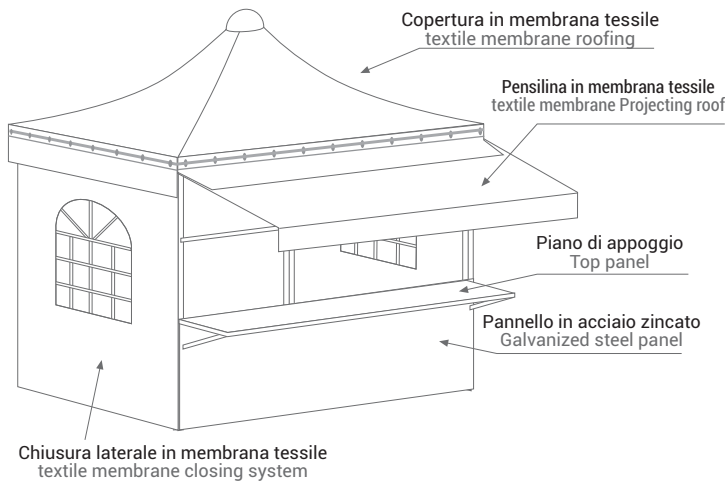 Copertura in membrana tessile
textile membrane roofing
Pensilina in membrana tessile
textile membrane Projecting roof
Piano di appoggio
Top panel
Pannello in acciaio zincato
Galvanized steel panel
Chiusura laterale in membrana tessile
textile membrane closing system